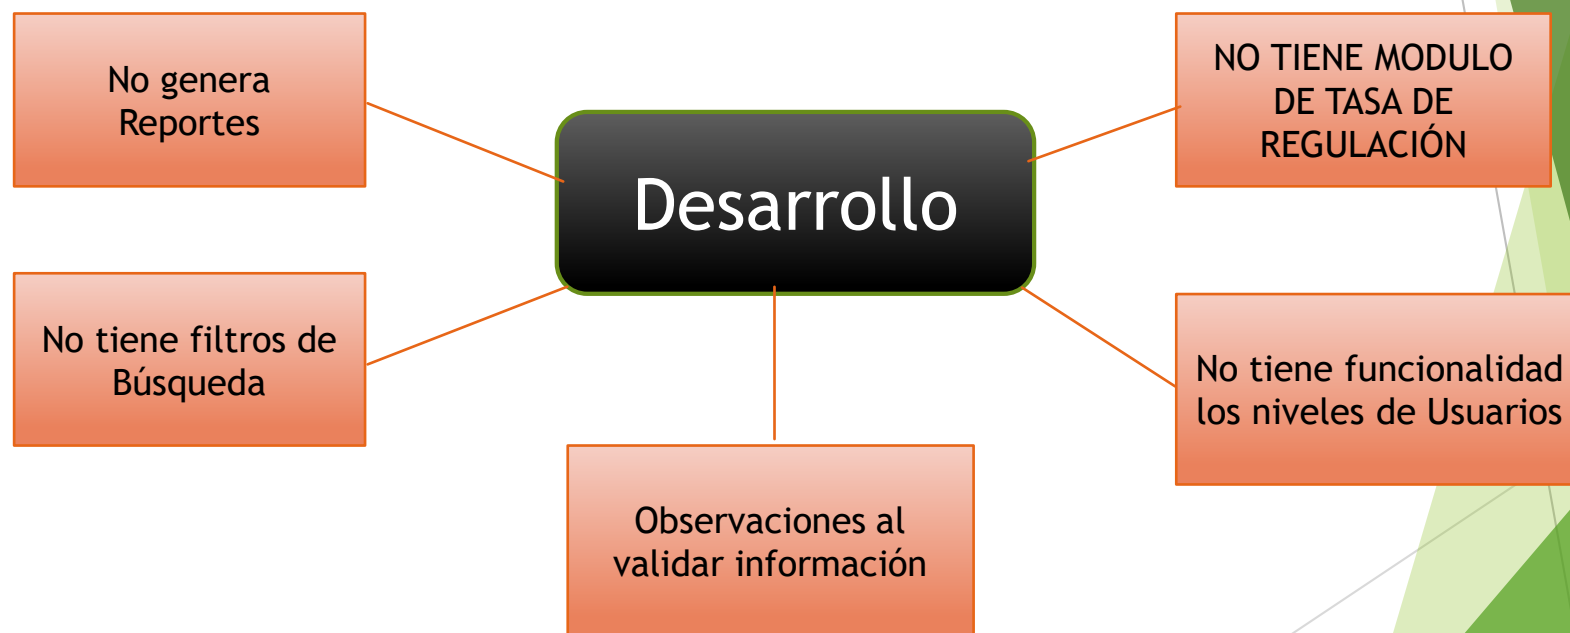 No genera
Reportes
NO TIENE MODULO
DE TASA DE
REGULACIÓN
Desarrollo
No tiene filtros de
Búsqueda
No tiene funcionalidad
los niveles de Usuarios
Observaciones al
validar información